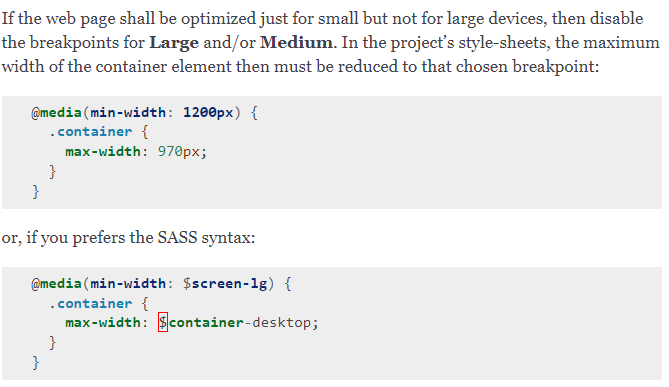 If the web page shall be optimized just for small but not for large devices, then disable
the breakpoints for Large and/or Medium. In the project’s style-sheets, the maximum
width of the container element then must be reduced to that chosen breakpoint:
@media(min-width: 1200px) {
  .container {
    max-width: 970px;
  }
}
or, if you prefers the SASS syntax:
@media(min-width: $screen-lg) {
  .container {
    max-width: $container-desktop;
  }
}